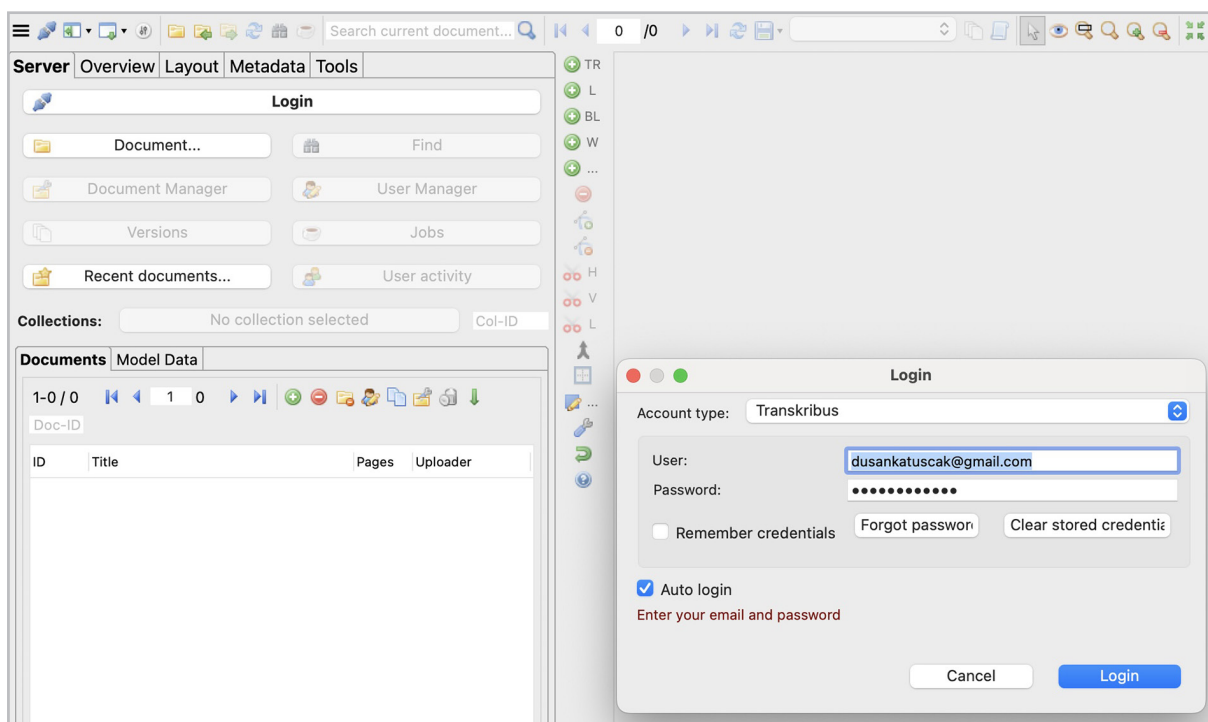 Search current document...
0 /0
Server Overview Layout Metadata Tools
Login
Document... Find
Document Manager User Manager
Versions Jobs
Recent documents... User activity
Collections: No collection selected Col-ID
Documents Model Data
1-0 / 0 1 0
Doc-ID
ID Title Pages Uploader
TR
L
BL
W
...
H
V
L
...
Login
Account type: Transkribus
User: dusankatuscak@gmail.com
Password: ●●●●●●●●●●●●
Remember credentials Forgot passwor Clear stored credentia
Auto login
Enter your email and password
Cancel Login